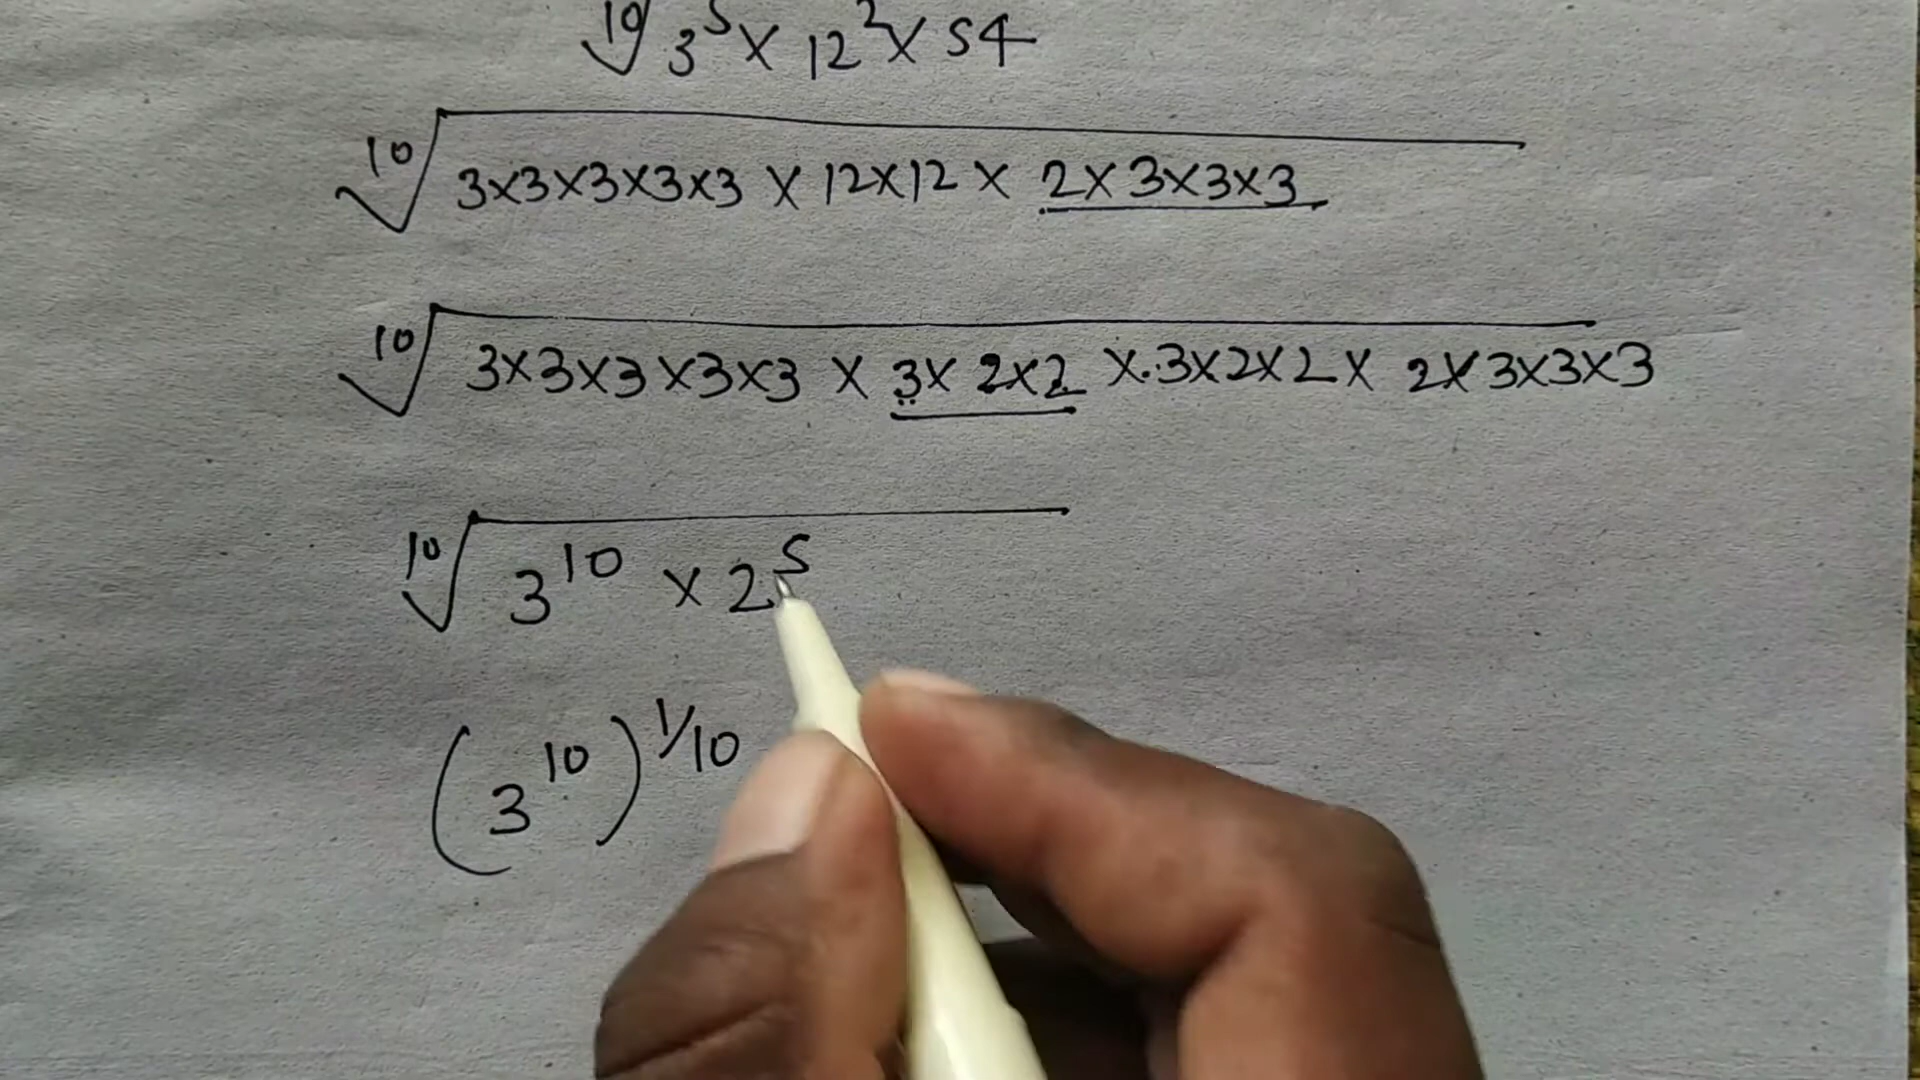 ¹⁰√3⁵ × 12² × 54
¹⁰√3×3×3×3×3 × 12×12 × 2×3×3×3
¹⁰√3×3×3×3×3 × 3×2×2 × 3×2×2 × 2×3×3×3
¹⁰√3¹⁰ × 2⁵
(3¹⁰)^1/10